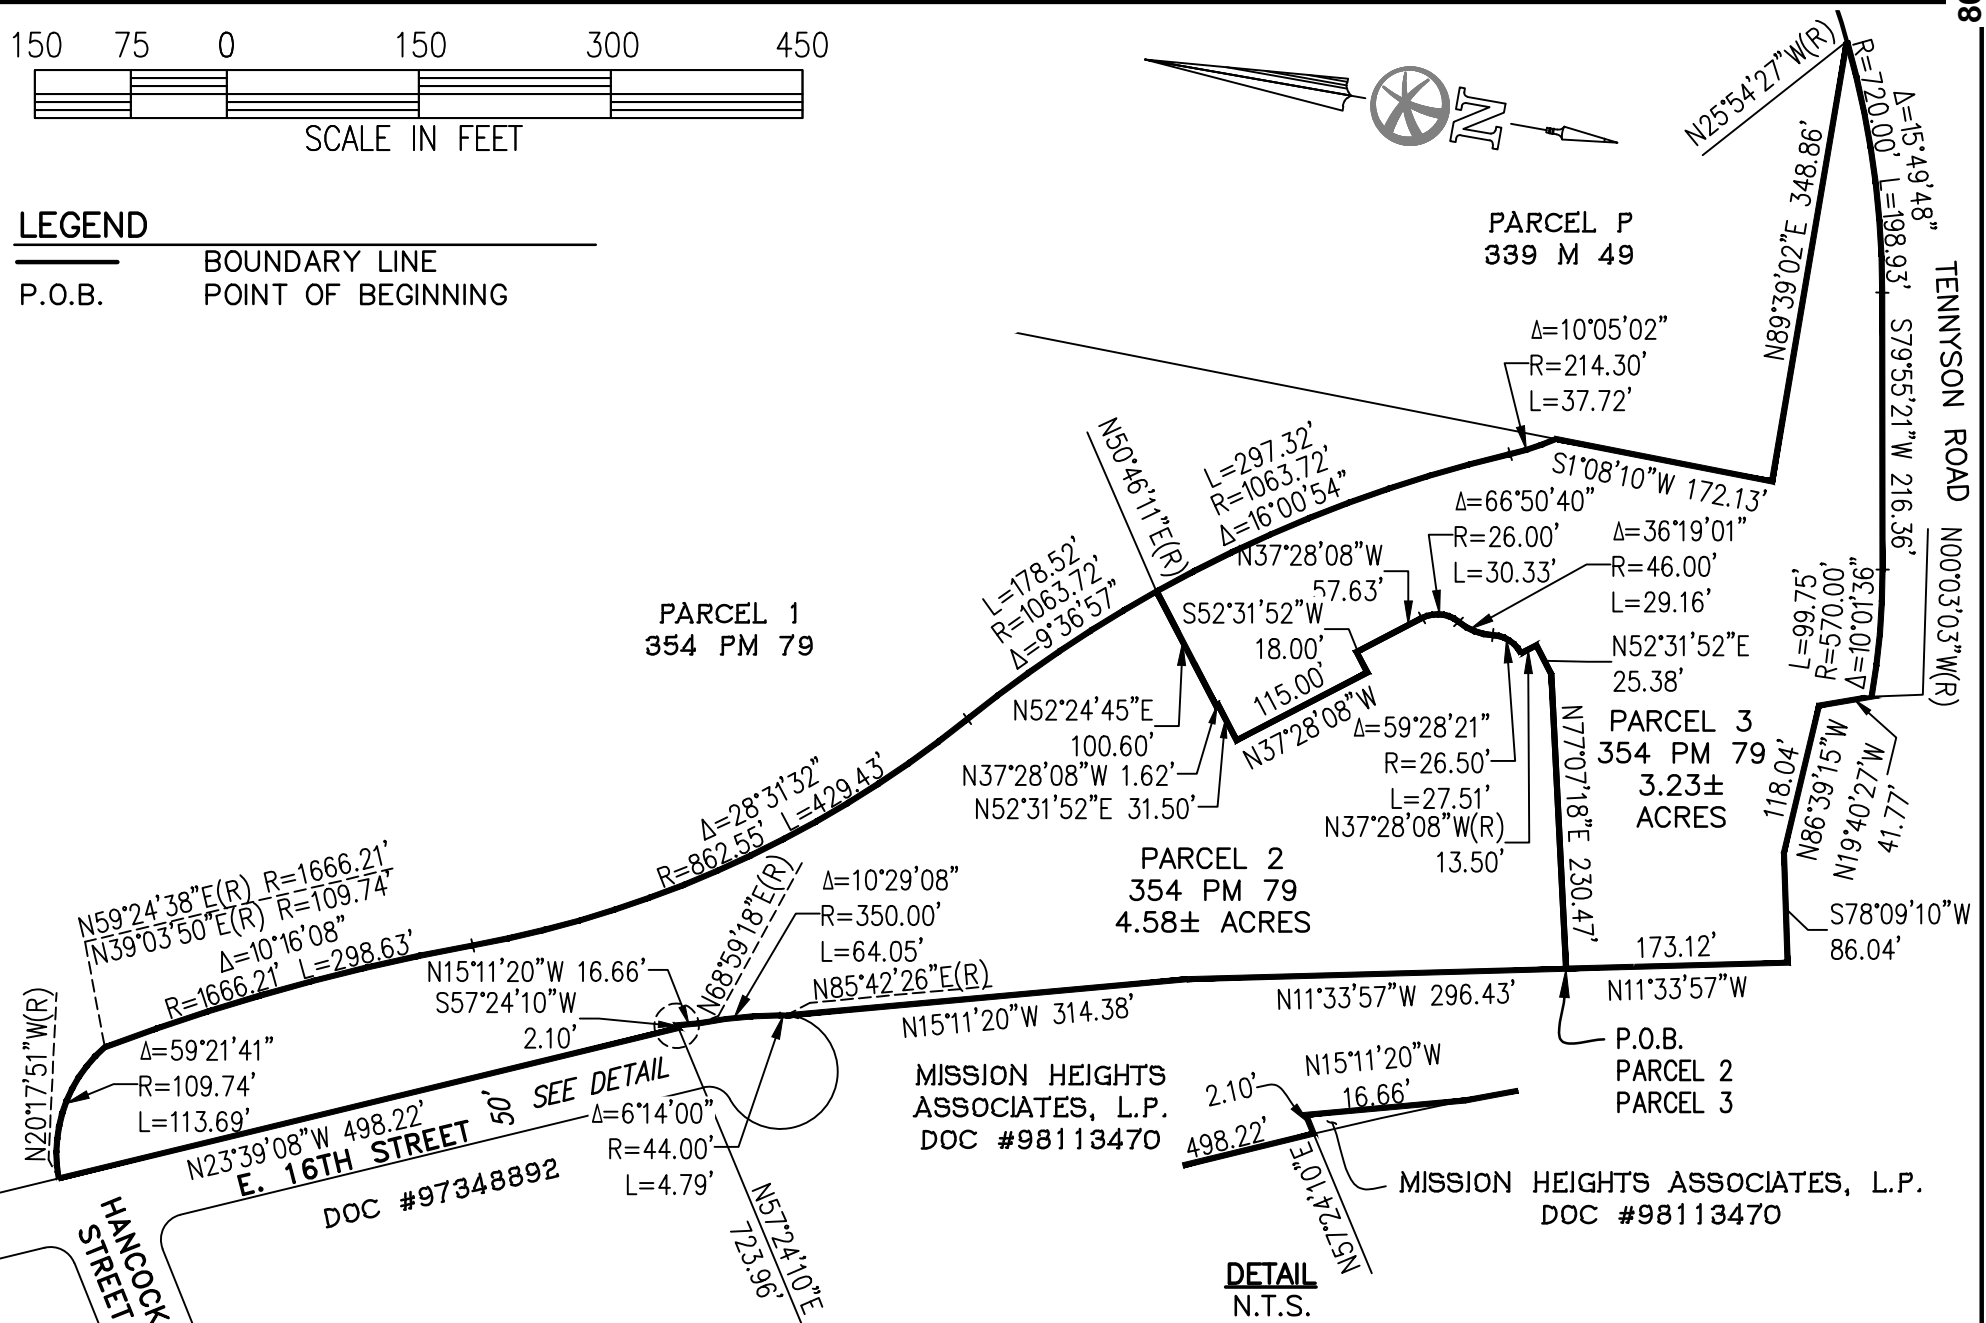 150 75 0 150 300 450
SCALE IN FEET
LEGEND
BOUNDARY LINE
P.O.B. POINT OF BEGINNING
N
N25°54'27"W(R)
R=720.00' L=198.93'
Δ=15°49'48"
N89°39'02"E 348.86'
TENNYSON ROAD
S79°55'21"W 216.36'
PARCEL P
339 M 49
Δ=10°05'02"
R=214.30'
L=37.72'
S1°08'10"W 172.13'
N50°46'11"E(R)
L=297.32'
R=1063.72'
Δ=16°00'54"
L=178.52'
R=1063.72'
Δ=9°36'57"
PARCEL 1
354 PM 79
N37°28'08"W
57.63'
S52°31'52"W
18.00'
115.00'
N37°28'08"W
Δ=66°50'40"
R=26.00'
L=30.33'
Δ=36°19'01"
R=46.00'
L=29.16'
N52°31'52"E
25.38'
L=99.75'
R=570.00'
Δ=10°01'36"
N00°03'03"W(R)
N52°24'45"E
100.60'
N37°28'08"W 1.62'
N52°31'52"E 31.50'
Δ=59°28'21"
R=26.50'
L=27.51'
N37°28'08"W(R)
13.50'
N77°07'18"E 230.47'
PARCEL 3
354 PM 79
3.23±
ACRES
118.04'
N86°39'15"W
N19°40'27"W
41.77'
S78°09'10"W
86.04'
PARCEL 2
354 PM 79
4.58± ACRES
Δ=28°31'32"
R=862.55' L=429.43'
N59°24'38"E(R) R=1666.21'
N39°03'50"E(R) R=109.74'
Δ=10°16'08"
R=1666.21' L=298.63'
N68°59'18"E(R)
Δ=10°29'08"
R=350.00'
L=64.05'
N15°11'20"W 16.66'
S57°24'10"W
2.10'
N85°42'26"E(R)
N15°11'20"W 314.38'
N11°33'57"W 296.43'
173.12'
N11°33'57"W
P.O.B.
PARCEL 2
PARCEL 3
N20°17'51"W(R)
Δ=59°21'41"
R=109.74'
L=113.69'
N23°39'08"W 498.22'
E. 16TH STREET 50'
SEE DETAIL
DOC #97348892
Δ=6°14'00"
R=44.00'
L=4.79'
N57°24'10"E
723.96'
HANCOCK
STREET
MISSION HEIGHTS
ASSOCIATES, L.P.
DOC #98113470
N15°11'20"W
16.66'
2.10'
498.22'
N57°24'10"E
MISSION HEIGHTS ASSOCIATES, L.P.
DOC #98113470
DETAIL
N.T.S.